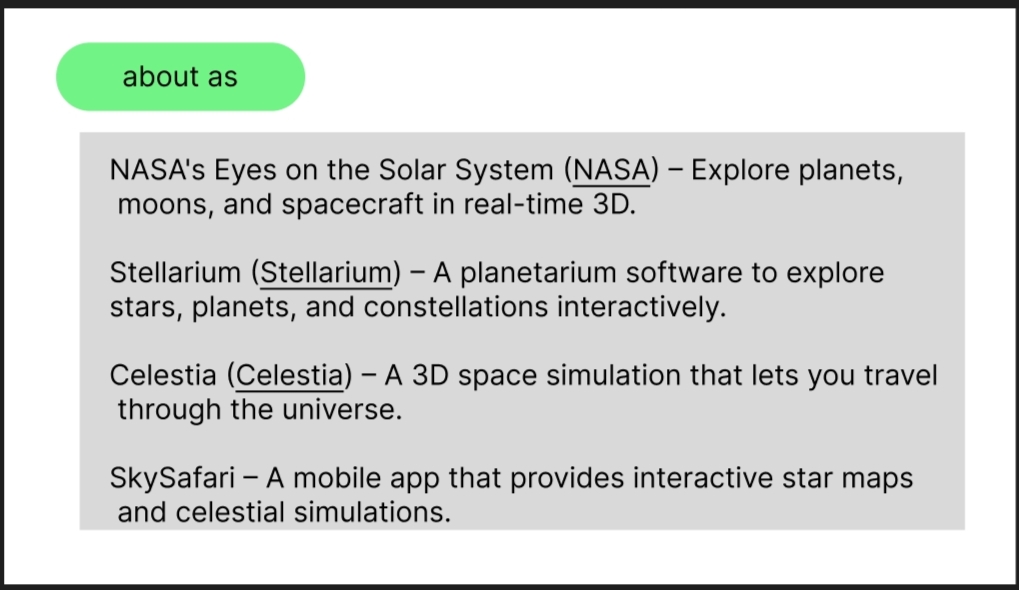 about as
NASA's Eyes on the Solar System (NASA) – Explore planets,
moons, and spacecraft in real-time 3D.
Stellarium (Stellarium) – A planetarium software to explore
stars, planets, and constellations interactively.
Celestia (Celestia) – A 3D space simulation that lets you travel
through the universe.
SkySafari – A mobile app that provides interactive star maps
and celestial simulations.